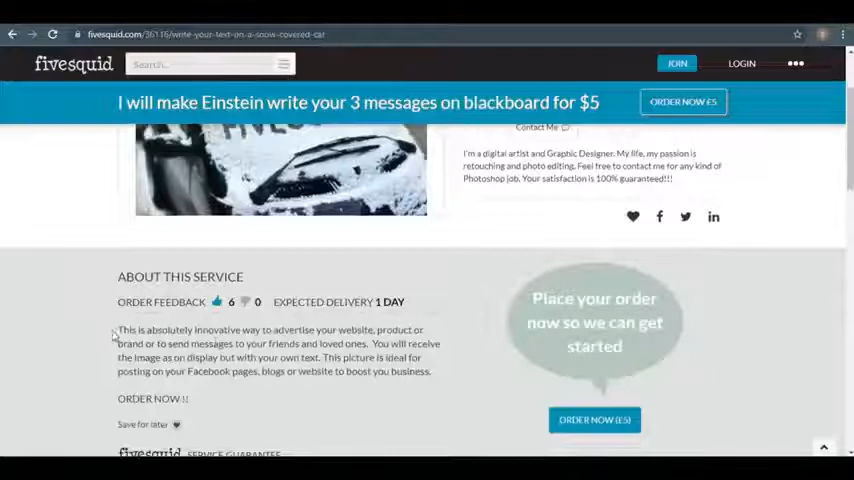 fivesquid.com/36116/write-your-text-on-a-snow-covered-car
fivesquid
Search...
JOIN
LOGIN
I will make Einstein write your 3 messages on blackboard for $5
ORDER NOW £5
FIVES
Contact Me
I'm a digital artist and Graphic Designer. My life, my passion is
retouching and photo editing. Feel free to contact me for any kind of
Photoshop job. Your satisfaction is 100% guaranteed!!!
ABOUT THIS SERVICE
ORDER FEEDBACK 6 0 EXPECTED DELIVERY 1 DAY
This is absolutely innovative way to advertise your website, product or
brand or to send messages to your friends and loved ones. You will receive
the image as on display but with your own text. This picture is ideal for
posting on your Facebook pages, blogs or website to boost you business.
ORDER NOW !!
Save for later
Place your order
now so we can get
started
ORDER NOW (£5)
fivesquid SERVICE GUARANTEE